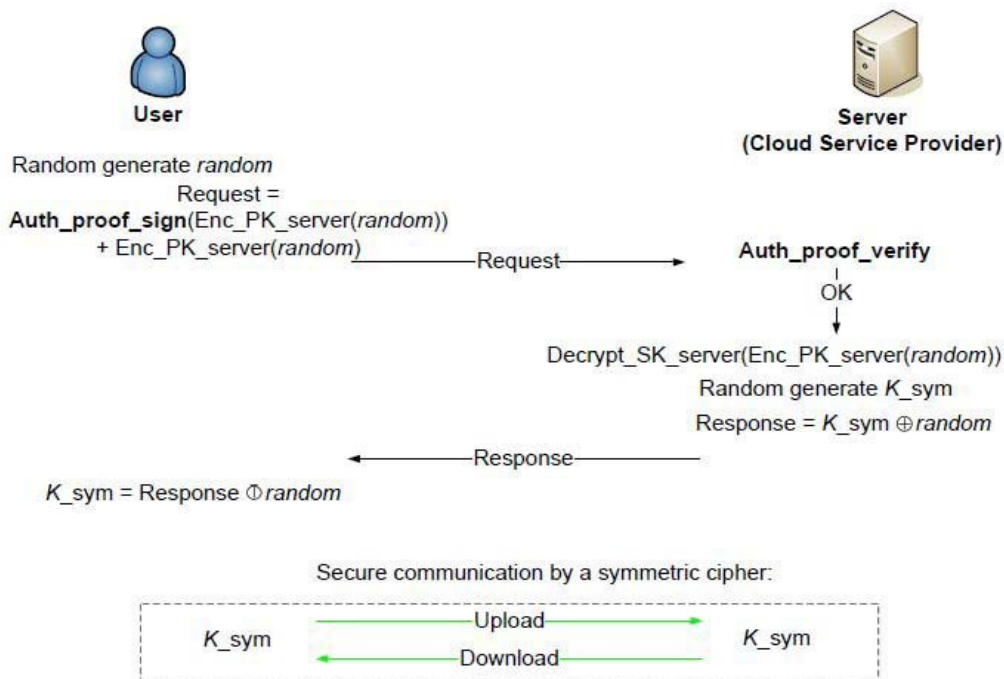 User
Server
(Cloud Service Provider)
Random generate random
Request =
Auth_proof_sign(Enc_PK_server(random))
+ Enc_PK_server(random)
Request
Auth_proof_verify
OK
Decrypt_SK_server(Enc_PK_server(random))
Random generate K_sym
Response = K_sym ⊕ random
Response
K_sym = Response ⦶ random
Secure communication by a symmetric cipher:
Upload
K_sym
K_sym
Download